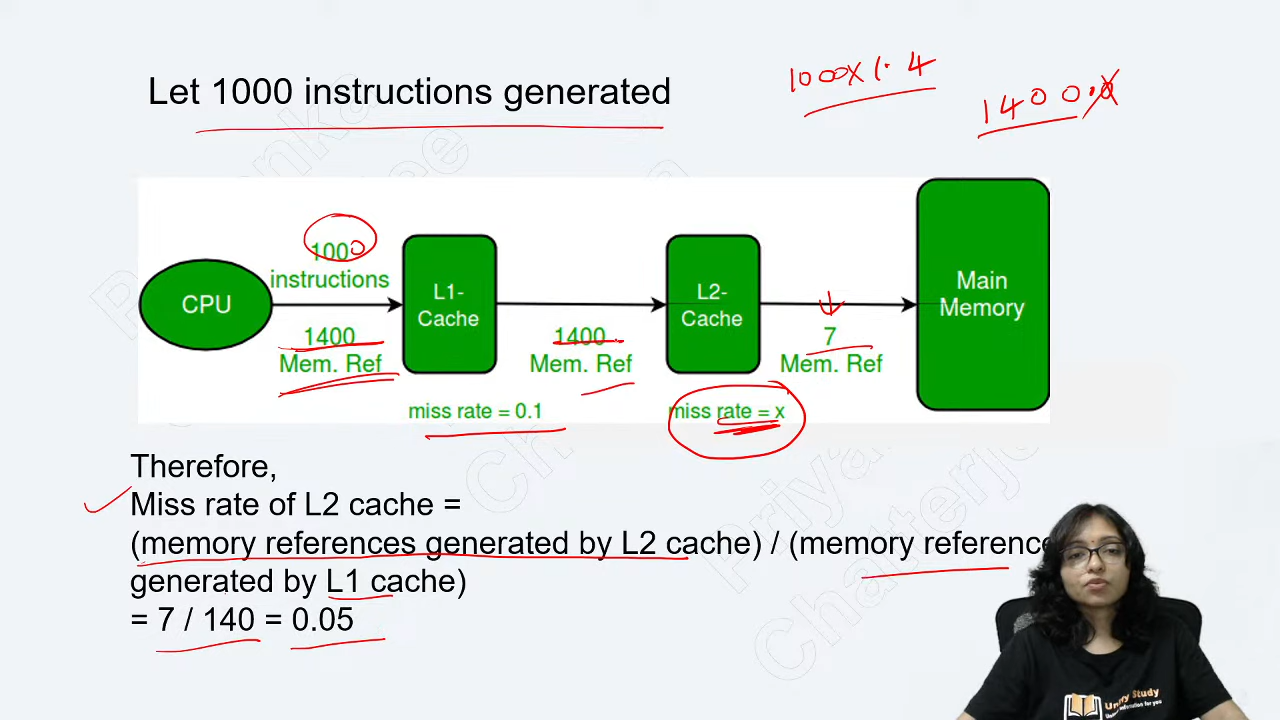 Let 1000 instructions generated
1000x1.4
1400.0
1000
instructions
CPU
L1-
Cache
L2-
Cache
Main
Memory
1400
Mem. Ref
1400
Mem. Ref
7
Mem. Ref
miss rate = 0.1
miss rate = x
Therefore,
Miss rate of L2 cache =
(memory references generated by L2 cache) / (memory reference
generated by L1 cache)
= 7 / 140 = 0.05
Study